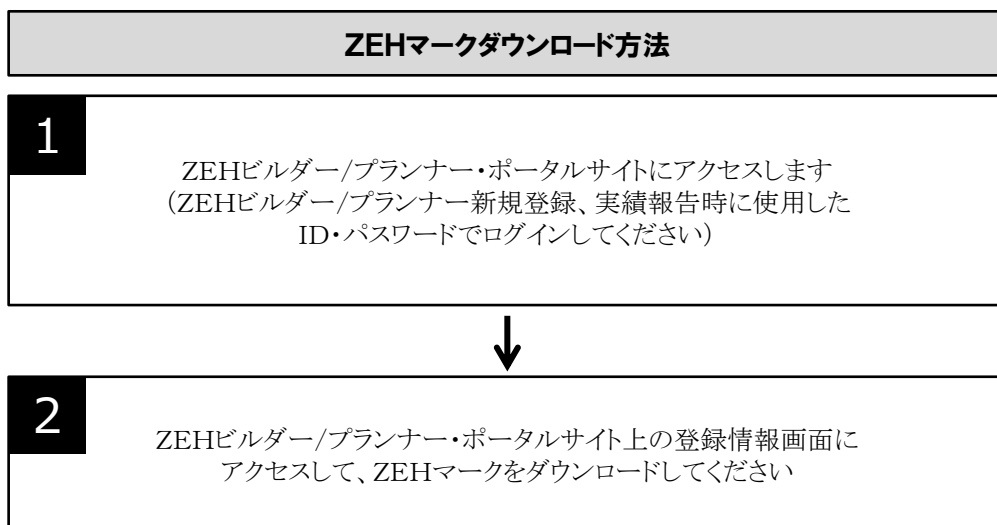 ZEHマークダウンロード方法
1
ZEHビルダー/プランナー・ポータルサイトにアクセスします
（ZEHビルダー/プランナー新規登録、実績報告時に使用した
ID・パスワードでログインしてください）
2
ZEHビルダー/プランナー・ポータルサイト上の登録情報画面に
アクセスして、ZEHマークをダウンロードしてください